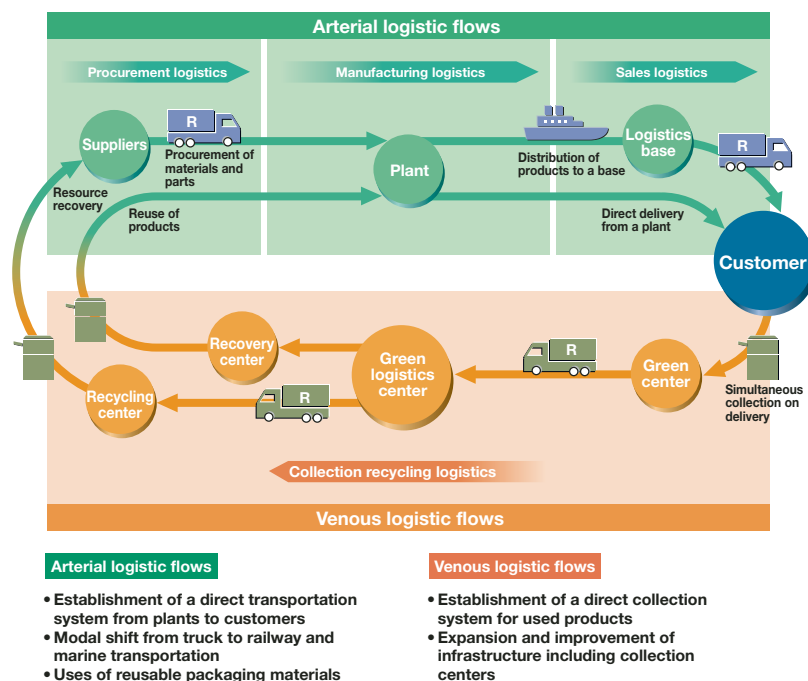 Arterial logistic flows
Procurement logistics
Manufacturing logistics
Sales logistics
R
Suppliers
Procurement of
materials and
parts
Plant
Distribution of
products to a base
Logistics
base
R
Resource
recovery
Reuse of
products
Direct delivery
from a plant
Customer
Recovery
center
Green
logistics
center
R
Green
center
Simultaneous
collection on
delivery
Recycling
center
R
Collection recycling logistics
Venous logistic flows
Arterial logistic flows
• Establishment of a direct transportation
system from plants to customers
• Modal shift from truck to railway and
marine transportation
• Uses of reusable packaging materials
Venous logistic flows
• Establishment of a direct collection
system for used products
• Expansion and improvement of
infrastructure including collection
centers